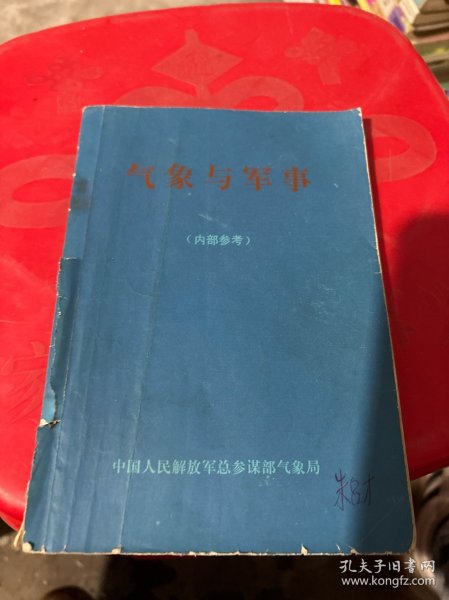 气象与军事
（内部参考）
中国人民解放军总参谋部气象局
孔夫子旧书网
www.kongfz.com